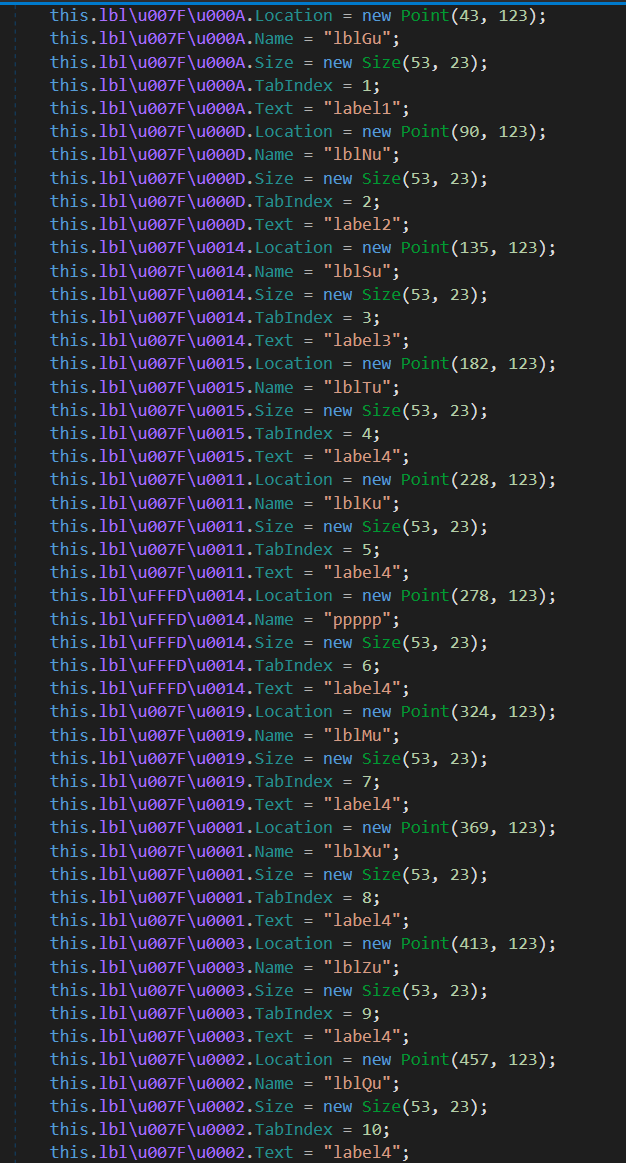 this.lbl\u007F\u000A.Location = new Point(43, 123);
this.lbl\u007F\u000A.Name = "lblGu";
this.lbl\u007F\u000A.Size = new Size(53, 23);
this.lbl\u007F\u000A.TabIndex = 1;
this.lbl\u007F\u000A.Text = "label1";
this.lbl\u007F\u000D.Location = new Point(90, 123);
this.lbl\u007F\u000D.Name = "lblNu";
this.lbl\u007F\u000D.Size = new Size(53, 23);
this.lbl\u007F\u000D.TabIndex = 2;
this.lbl\u007F\u000D.Text = "label2";
this.lbl\u007F\u0014.Location = new Point(135, 123);
this.lbl\u007F\u0014.Name = "lblSu";
this.lbl\u007F\u0014.Size = new Size(53, 23);
this.lbl\u007F\u0014.TabIndex = 3;
this.lbl\u007F\u0014.Text = "label3";
this.lbl\u007F\u0015.Location = new Point(182, 123);
this.lbl\u007F\u0015.Name = "lblTu";
this.lbl\u007F\u0015.Size = new Size(53, 23);
this.lbl\u007F\u0015.TabIndex = 4;
this.lbl\u007F\u0015.Text = "label4";
this.lbl\u007F\u0011.Location = new Point(228, 123);
this.lbl\u007F\u0011.Name = "lblKu";
this.lbl\u007F\u0011.Size = new Size(53, 23);
this.lbl\u007F\u0011.TabIndex = 5;
this.lbl\u007F\u0011.Text = "label4";
this.lbl\uFFFD\u0014.Location = new Point(278, 123);
this.lbl\uFFFD\u0014.Name = "ppppp";
this.lbl\uFFFD\u0014.Size = new Size(53, 23);
this.lbl\uFFFD\u0014.TabIndex = 6;
this.lbl\uFFFD\u0014.Text = "label4";
this.lbl\u007F\u0019.Location = new Point(324, 123);
this.lbl\u007F\u0019.Name = "lblMu";
this.lbl\u007F\u0019.Size = new Size(53, 23);
this.lbl\u007F\u0019.TabIndex = 7;
this.lbl\u007F\u0019.Text = "label4";
this.lbl\u007F\u0001.Location = new Point(369, 123);
this.lbl\u007F\u0001.Name = "lblXu";
this.lbl\u007F\u0001.Size = new Size(53, 23);
this.lbl\u007F\u0001.TabIndex = 8;
this.lbl\u007F\u0001.Text = "label4";
this.lbl\u007F\u0003.Location = new Point(413, 123);
this.lbl\u007F\u0003.Name = "lblZu";
this.lbl\u007F\u0003.Size = new Size(53, 23);
this.lbl\u007F\u0003.TabIndex = 9;
this.lbl\u007F\u0003.Text = "label4";
this.lbl\u007F\u0002.Location = new Point(457, 123);
this.lbl\u007F\u0002.Name = "lblQu";
this.lbl\u007F\u0002.Size = new Size(53, 23);
this.lbl\u007F\u0002.TabIndex = 10;
this.lbl\u007F\u0002.Text = "label4";